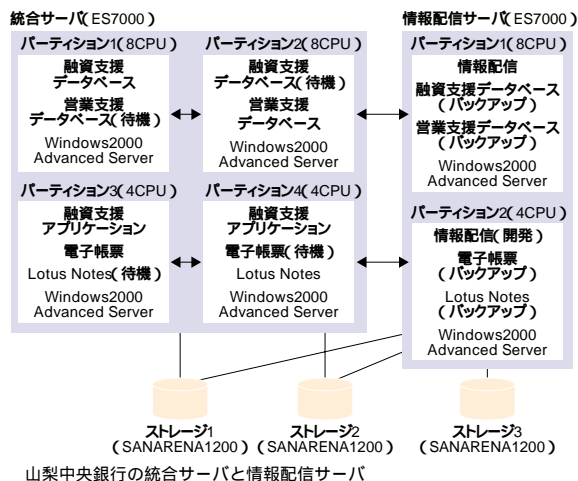 統合サーバ(ES7000)
パーティション1(8CPU)
融資支援
データベース
営業支援
データベース(待機)
Windows2000
Advanced Server
パーティション2(8CPU)
融資支援
データベース(待機)
営業支援
データベース
Windows2000
Advanced Server
パーティション3(4CPU)
融資支援
アプリケーション
電子帳票
Lotus Notes(待機)
Windows2000
Advanced Server
パーティション4(4CPU)
融資支援
アプリケーション
電子帳票(待機)
Lotus Notes
Windows2000
Advanced Server
情報配信サーバ(ES7000)
パーティション1(8CPU)
情報配信
融資支援データベース
(バックアップ)
営業支援データベース
(バックアップ)
Windows2000
Advanced Server
パーティション2(4CPU)
情報配信(開発)
電子帳票
(バックアップ)
Lotus Notes
(バックアップ)
Windows2000
Advanced Server
ストレージ1
(SANARENA1200)
ストレージ2
(SANARENA1200)
ストレージ3
(SANARENA1200)
山梨中央銀行の統合サーバと情報配信サーバ